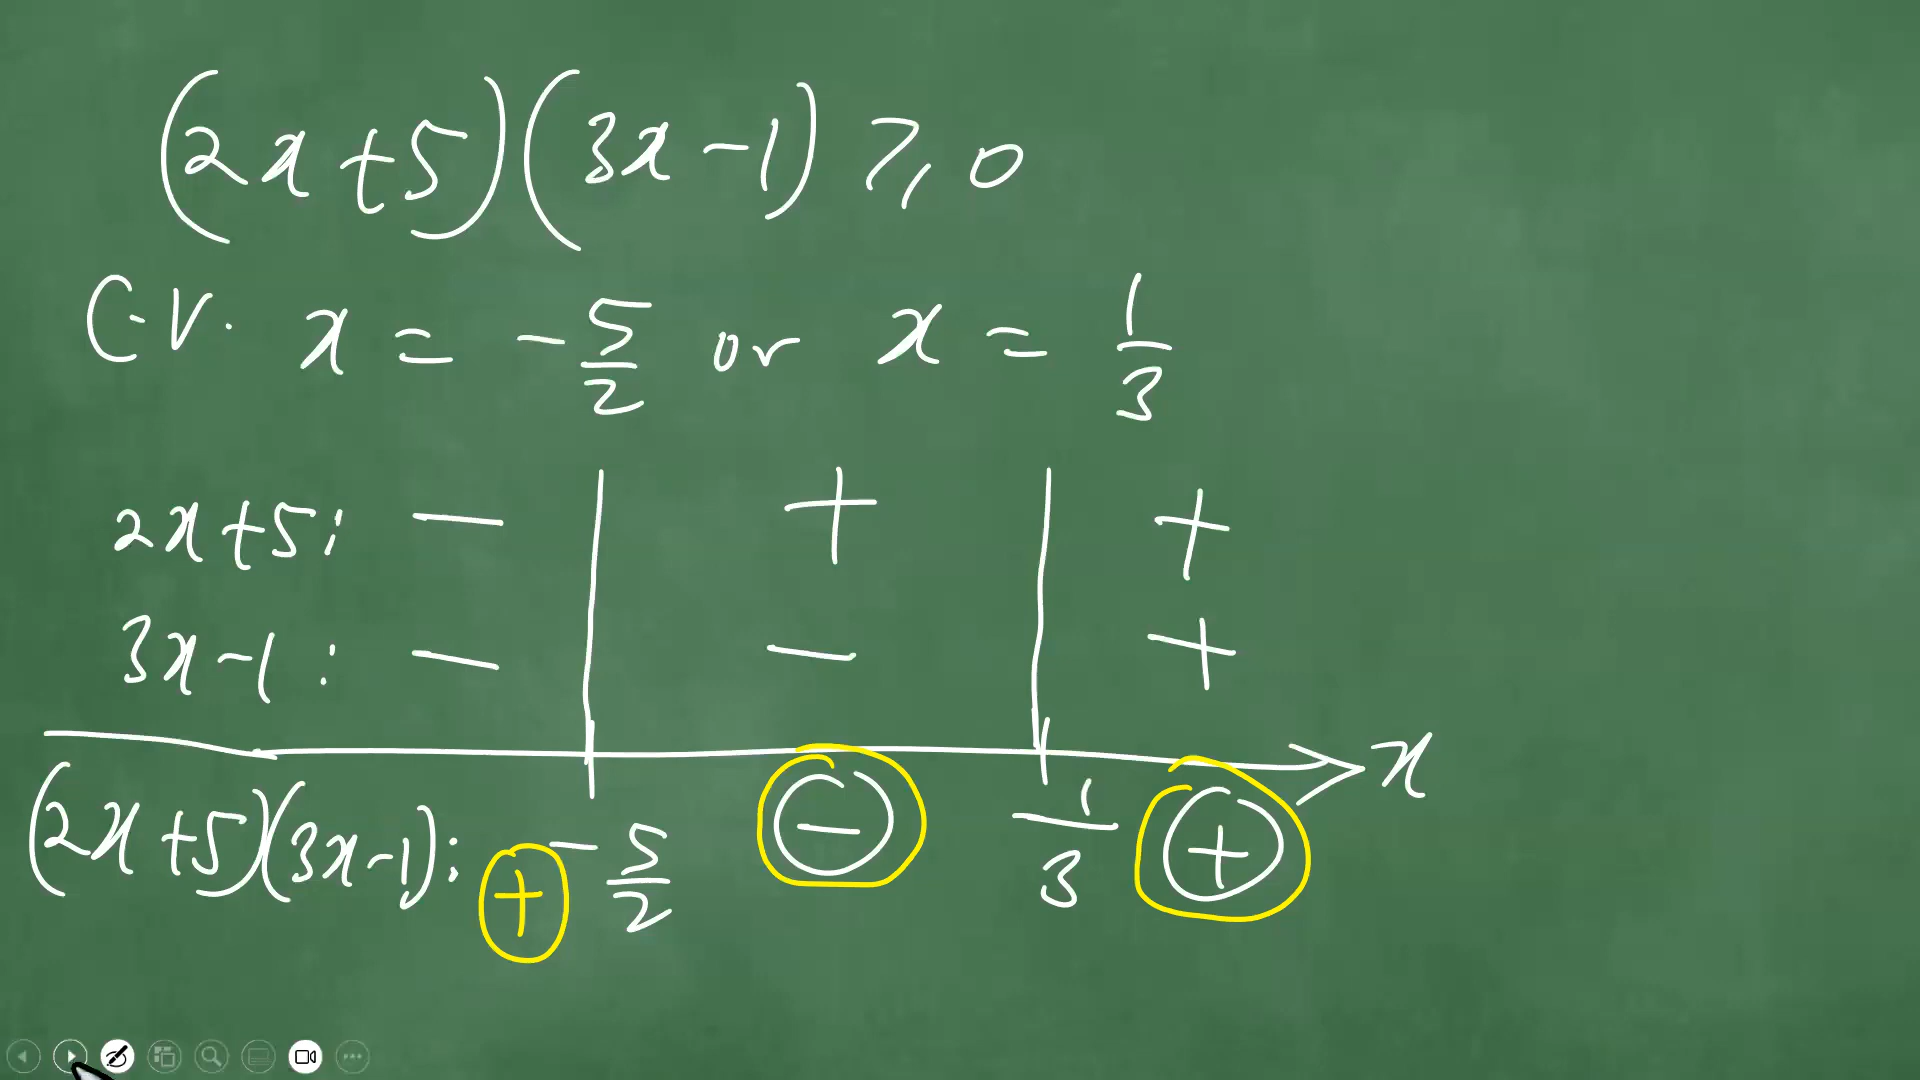 (2x+5)(3x-1) ⩾ 0
C.V. x = -5/2 or x = 1/3
2x+5: - + +
3x-1: - - +
x
(2x+5)(3x-1): + -5/2 - 1/3 +